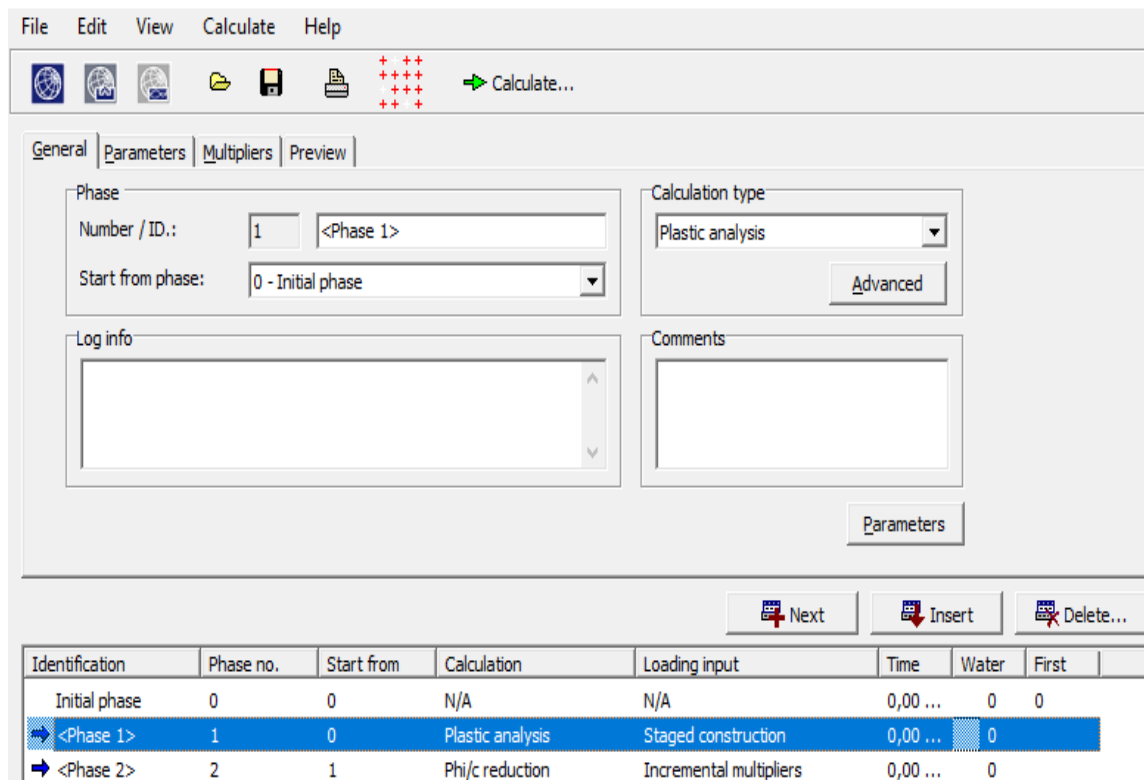 File Edit View Calculate Help
Calculate...
General Parameters Multipliers Preview
Phase
Number / ID.: 1 <Phase 1>
Start from phase: 0 - Initial phase
Calculation type
Plastic analysis
Advanced
Log info
Comments
Parameters
Next Insert Delete...
Identification Phase no. Start from Calculation Loading input Time Water First
Initial phase 0 0 N/A N/A 0,00 ... 0 0
<Phase 1> 1 0 Plastic analysis Staged construction 0,00 ... 0
<Phase 2> 2 1 Phi/c reduction Incremental multipliers 0,00 ... 0